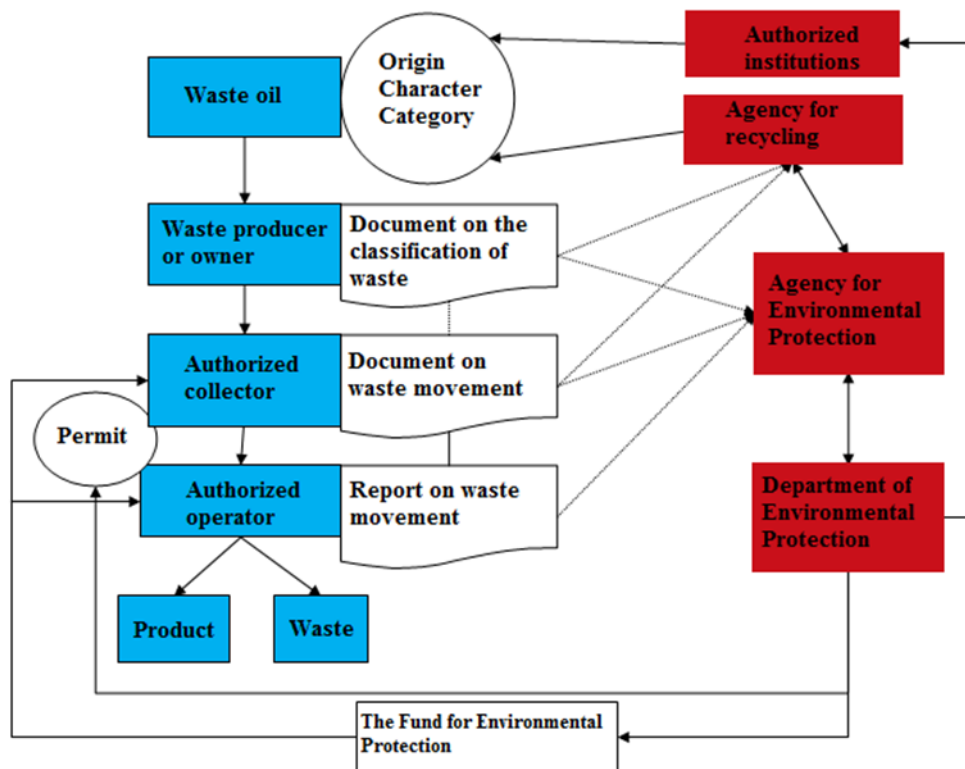 Waste oil
Origin
Character
Category
Authorized
institutions
Agency for
recycling
Waste producer
or owner
Document on the
classification of
waste
Agency for
Environmental
Protection
Authorized
collector
Document on
waste movement
Permit
Authorized
operator
Report on waste
movement
Department of
Environmental
Protection
Product
Waste
The Fund for Environmental
Protection